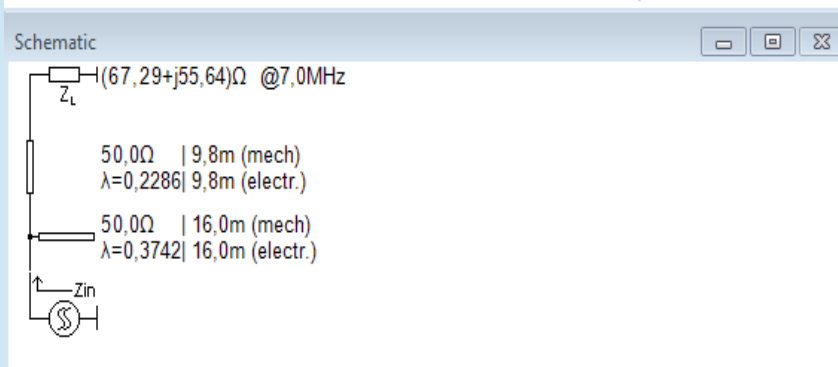 Schematic
(67,29+j55,64)Ω @7,0MHz
ZL
50,0Ω | 9,8m (mech)
λ=0,2286| 9,8m (electr.)
50,0Ω | 16,0m (mech)
λ=0,3742| 16,0m (electr.)
Zin